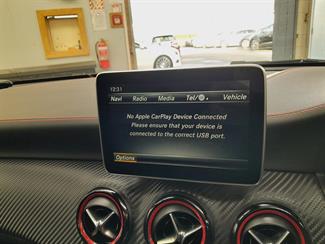 12:31
Navi Radio Media Tel/ Vehicle
No Apple CarPlay Device Connected
Please ensure that your device is
connected to the correct USB port.
Options